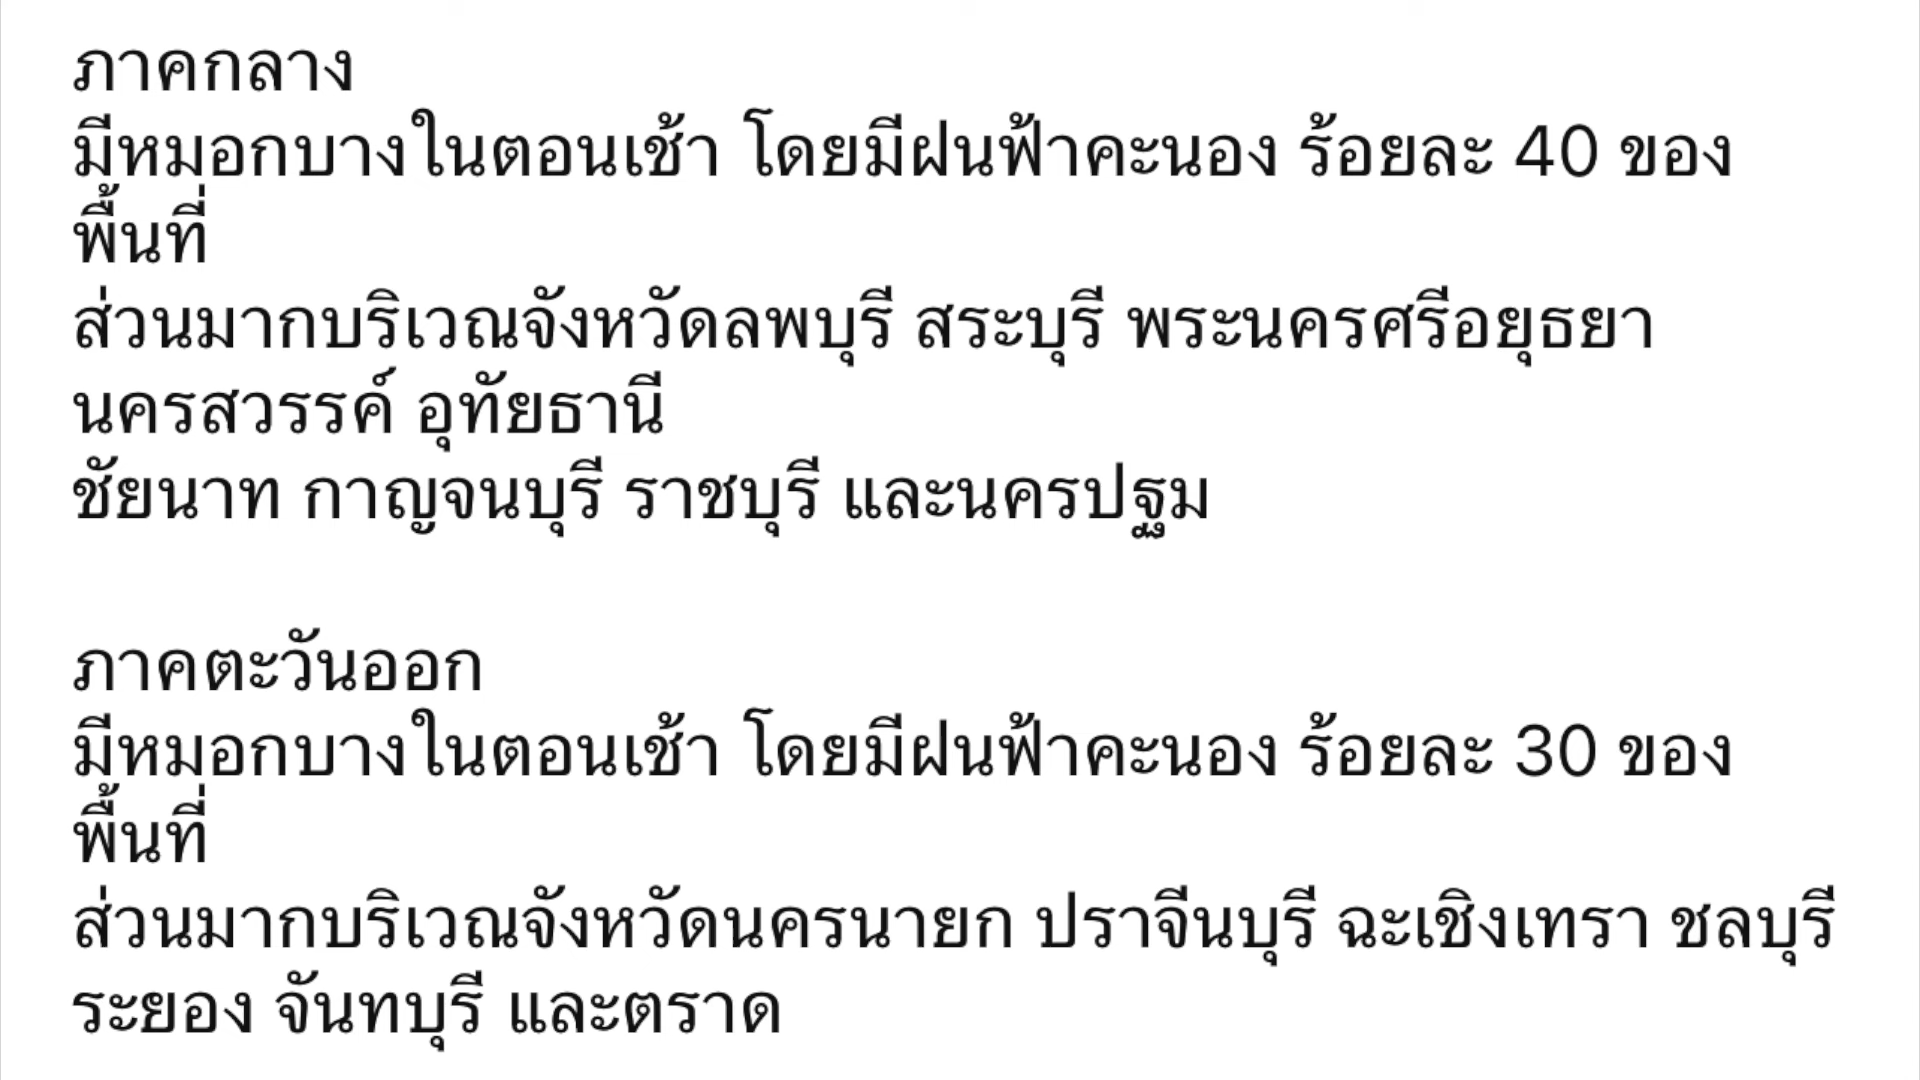 ภาคกลาง
มีหมอกบางในตอนเช้า โดยมีฝนฟ้าคะนอง ร้อยละ 40 ของ
พื้นที่
ส่วนมากบริเวณจังหวัดลพบุรี สระบุรี พระนครศรีอยุธยา
นครสวรรค์ อุทัยธานี
ชัยนาท กาญจนบุรี ราชบุรี และนครปฐม
ภาคตะวันออก
มีหมอกบางในตอนเช้า โดยมีฝนฟ้าคะนอง ร้อยละ 30 ของ
พื้นที่
ส่วนมากบริเวณจังหวัดนครนายก ปราจีนบุรี ฉะเชิงเทรา ชลบุรี
ระยอง จันทบุรี และตราด